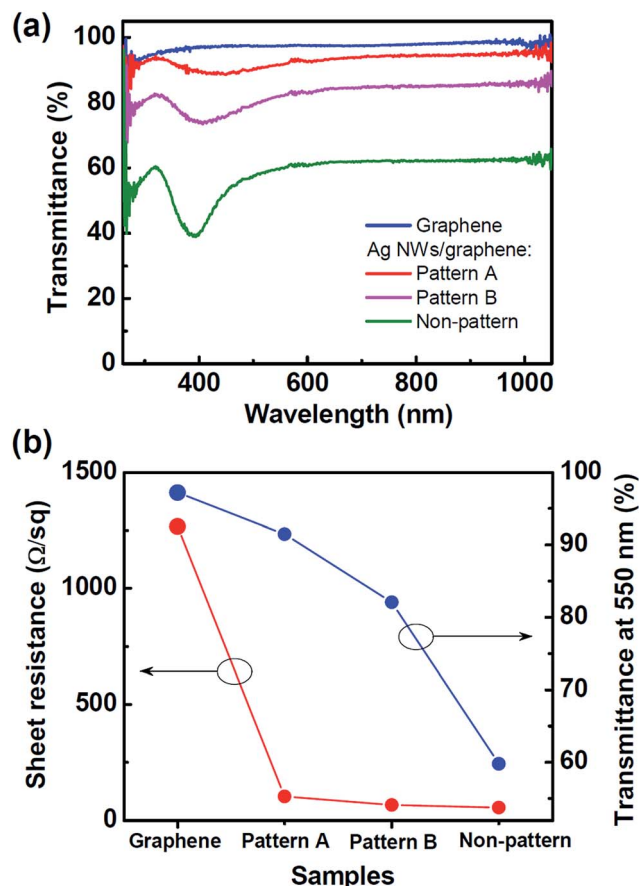 (a)
100
80
60
40
20
0
Transmittance (%)
Graphene
Ag NWs/graphene:
Pattern A
Pattern B
Non-pattern
400
600
800
1000
Wavelength (nm)
(b)
1500
1000
500
0
Sheet resistance (Ω/sq)
100
90
80
70
60
Transmittance at 550 nm (%)
Graphene
Pattern A
Pattern B
Non-pattern
Samples